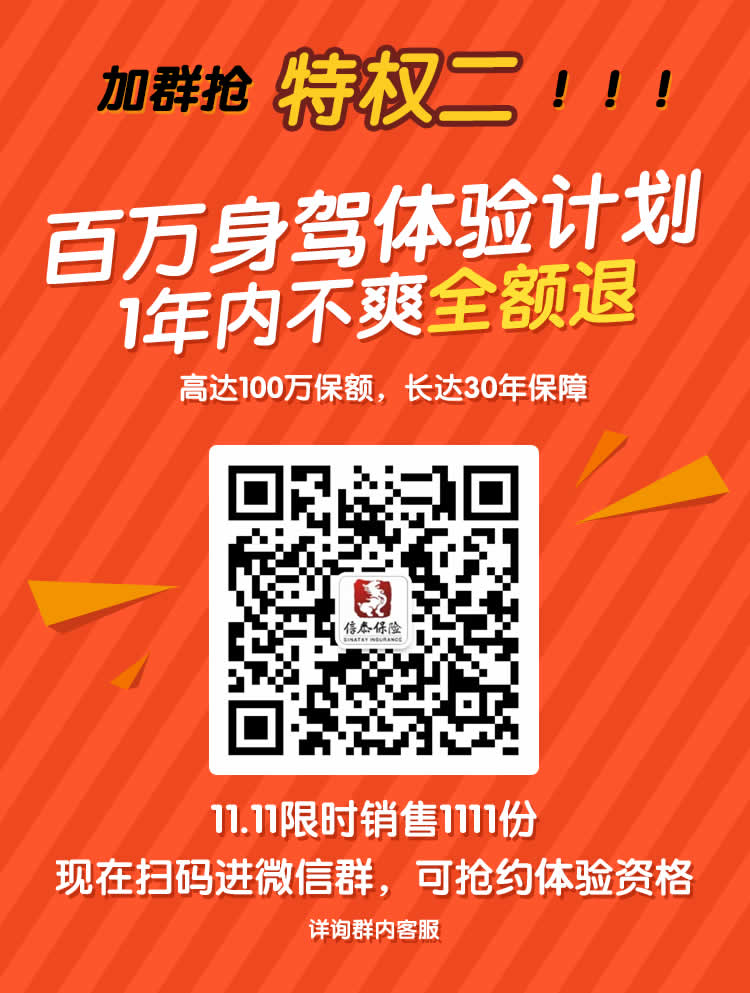 加群抢 特权二 ！！！
百万身驾体验计划
1年内不爽全额退
高达100万保额，长达30年保障
信泰保险
SINATAY INSURANCE
11.11限时销售1111份
现在扫码进微信群，可抢约体验资格
详询群内客服